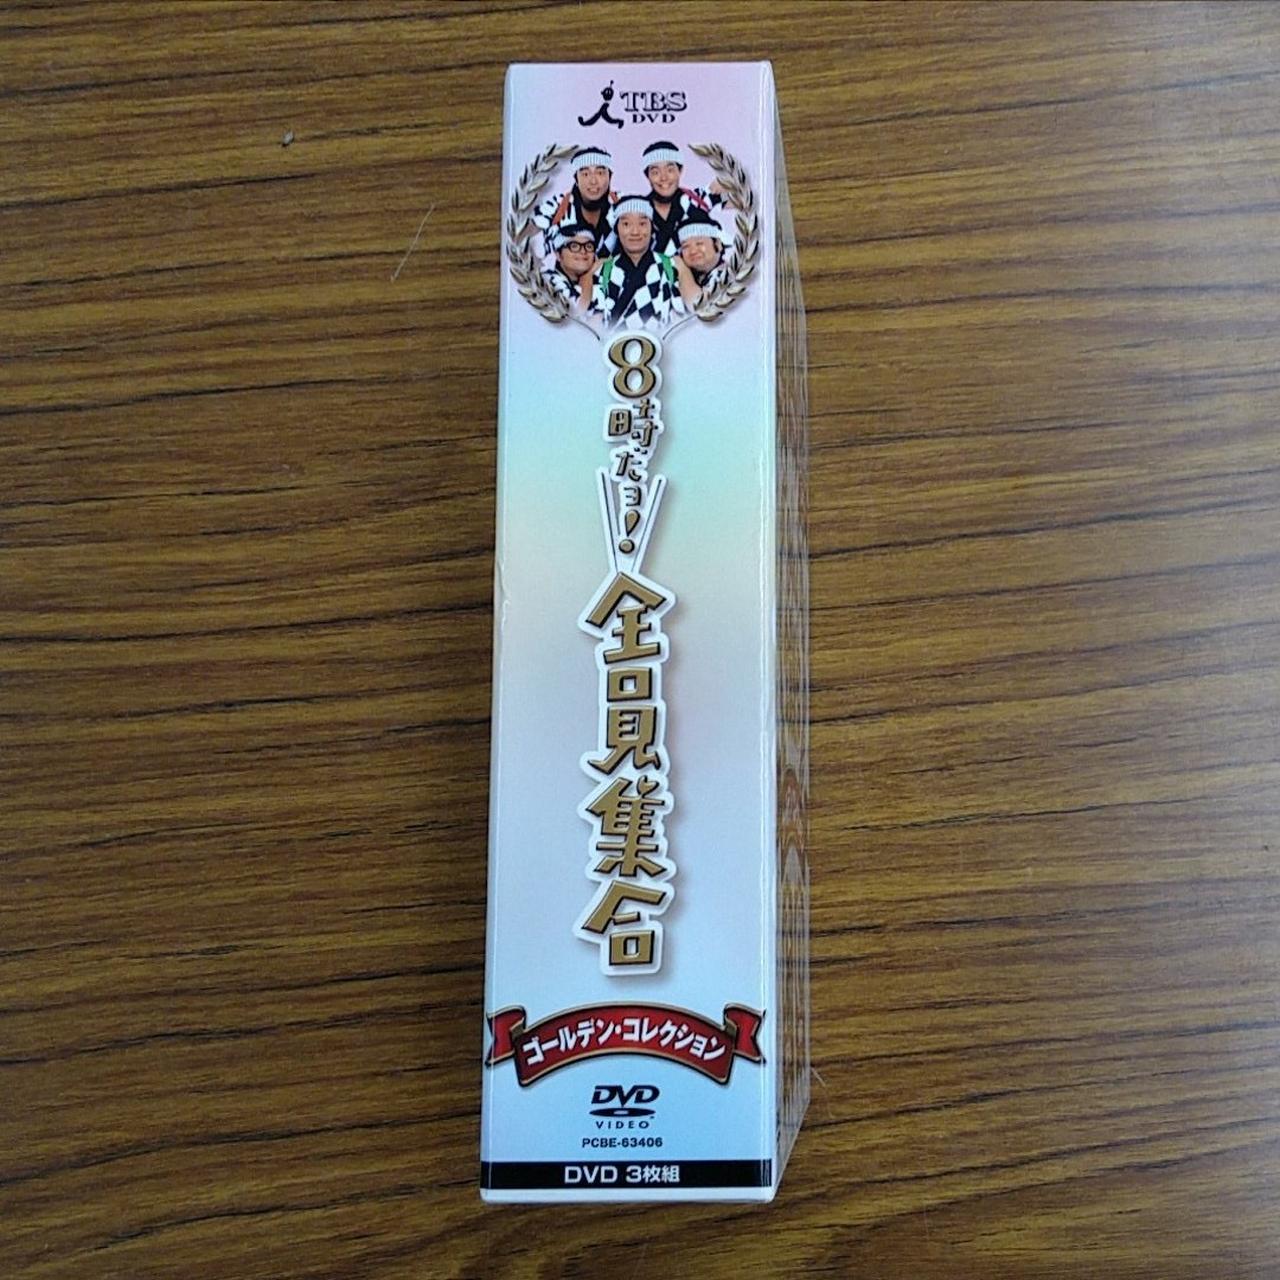 TBS
DVD
8時だョ!
全員集合
ゴールデン・コレクション
DVD
VIDEO
PCBE-63406
DVD 3枚組